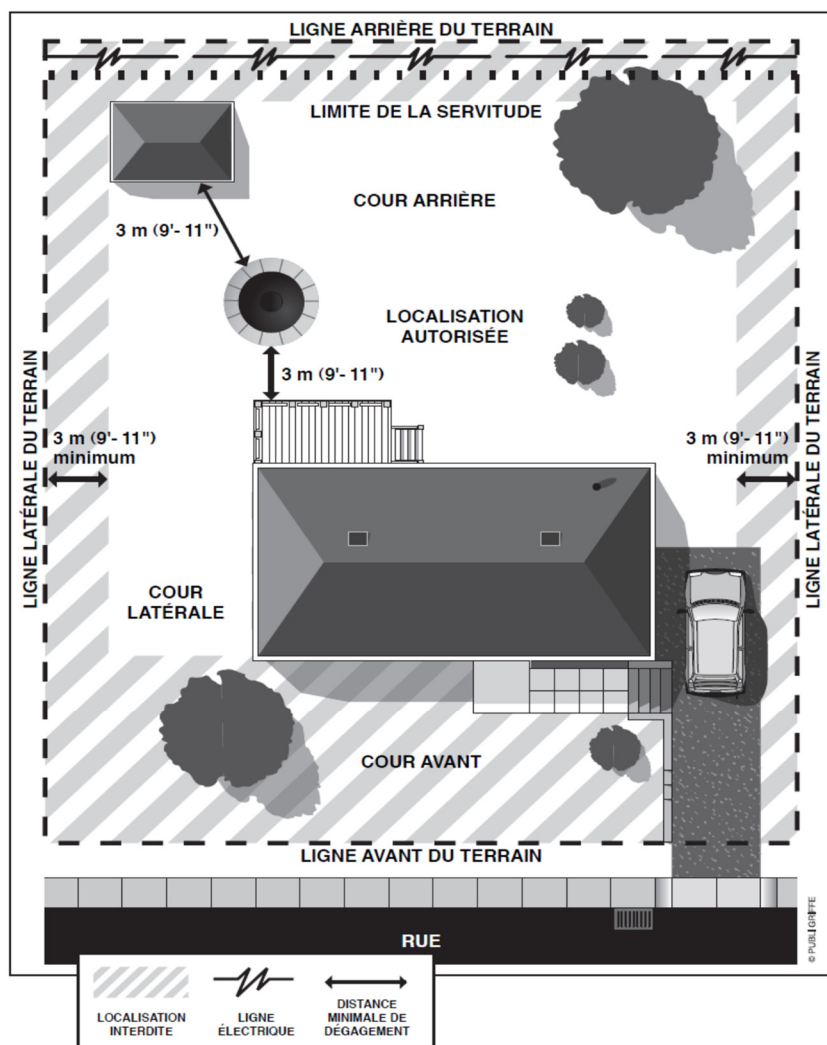 LIGNE ARRIÈRE DU TERRAIN
LIMITE DE LA SERVITUDE
COUR ARRIÈRE
3 m (9'- 11")
LOCALISATION
AUTORISÉE
3 m (9'- 11")
LIGNE LATÉRALE DU TERRAIN
3 m (9'- 11")
minimum
3 m (9'- 11")
minimum
LIGNE LATÉRALE DU TERRAIN
COUR
LATÉRALE
COUR AVANT
LIGNE AVANT DU TERRAIN
RUE
© PUBLIGRIFFE
LOCALISATION
INTERDITE
LIGNE
ÉLECTRIQUE
DISTANCE
MINIMALE DE
DÉGAGEMENT